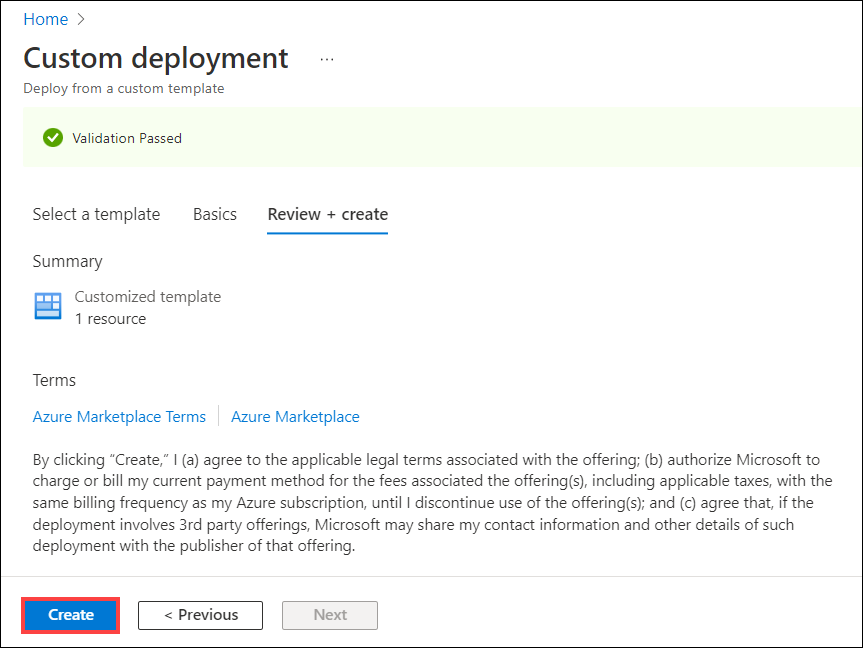 Home >
Custom deployment ...
Deploy from a custom template
Validation Passed
Select a template Basics Review + create
Summary
Customized template
1 resource
Terms
Azure Marketplace Terms Azure Marketplace
By clicking “Create,” I (a) agree to the applicable legal terms associated with the offering; (b) authorize Microsoft to
charge or bill my current payment method for the fees associated the offering(s), including applicable taxes, with the
same billing frequency as my Azure subscription, until I discontinue use of the offering(s); and (c) agree that, if the
deployment involves 3rd party offerings, Microsoft may share my contact information and other details of such
deployment with the publisher of that offering.
Create < Previous Next